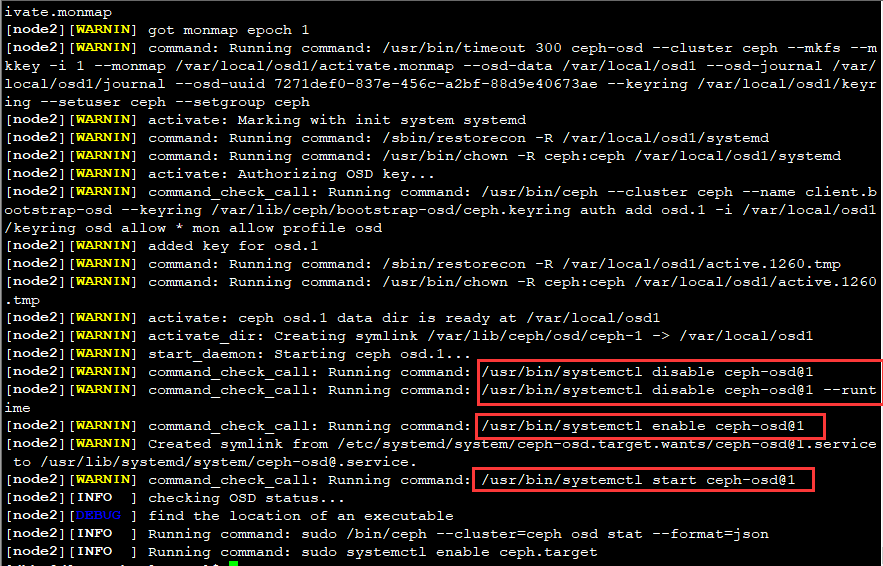 ivate.monmap
[node2][WARNIN] got monmap epoch 1
[node2][WARNIN] command: Running command: /usr/bin/timeout 300 ceph-osd --cluster ceph --mkfs --m
kkey -i 1 --monmap /var/local/osd1/activate.monmap --osd-data /var/local/osd1 --osd-journal /var/
local/osd1/journal --osd-uuid 7271def0-837e-456c-a2bf-88d9e40673ae --keyring /var/local/osd1/keyr
ing --setuser ceph --setgroup ceph
[node2][WARNIN] activate: Marking with init system systemd
[node2][WARNIN] command: Running command: /sbin/restorecon -R /var/local/osd1/systemd
[node2][WARNIN] command: Running command: /usr/bin/chown -R ceph:ceph /var/local/osd1/systemd
[node2][WARNIN] activate: Authorizing OSD key...
[node2][WARNIN] command_check_call: Running command: /usr/bin/ceph --cluster ceph --name client.b
ootstrap-osd --keyring /var/lib/ceph/bootstrap-osd/ceph.keyring auth add osd.1 -i /var/local/osd1
/keyring osd allow * mon allow profile osd
[node2][WARNIN] added key for osd.1
[node2][WARNIN] command: Running command: /sbin/restorecon -R /var/local/osd1/active.1260.tmp
[node2][WARNIN] command: Running command: /usr/bin/chown -R ceph:ceph /var/local/osd1/active.1260
.tmp
[node2][WARNIN] activate: ceph osd.1 data dir is ready at /var/local/osd1
[node2][WARNIN] activate_dir: Creating symlink /var/lib/ceph/osd/ceph-1 -> /var/local/osd1
[node2][WARNIN] start_daemon: Starting ceph osd.1...
[node2][WARNIN] command_check_call: Running command: /usr/bin/systemctl disable ceph-osd@1
[node2][WARNIN] command_check_call: Running command: /usr/bin/systemctl disable ceph-osd@1 --runt
ime
[node2][WARNIN] command_check_call: Running command: /usr/bin/systemctl enable ceph-osd@1
[node2][WARNIN] Created symlink from /etc/systemd/system/ceph-osd.target.wants/ceph-osd@1.service
 to /usr/lib/systemd/system/ceph-osd@.service.
[node2][WARNIN] command_check_call: Running command: /usr/bin/systemctl start ceph-osd@1
[node2][INFO  ] checking OSD status...
[node2][DEBUG ] find the location of an executable
[node2][INFO  ] Running command: sudo /bin/ceph --cluster=ceph osd stat --format=json
[node2][INFO  ] Running command: sudo systemctl enable ceph.target